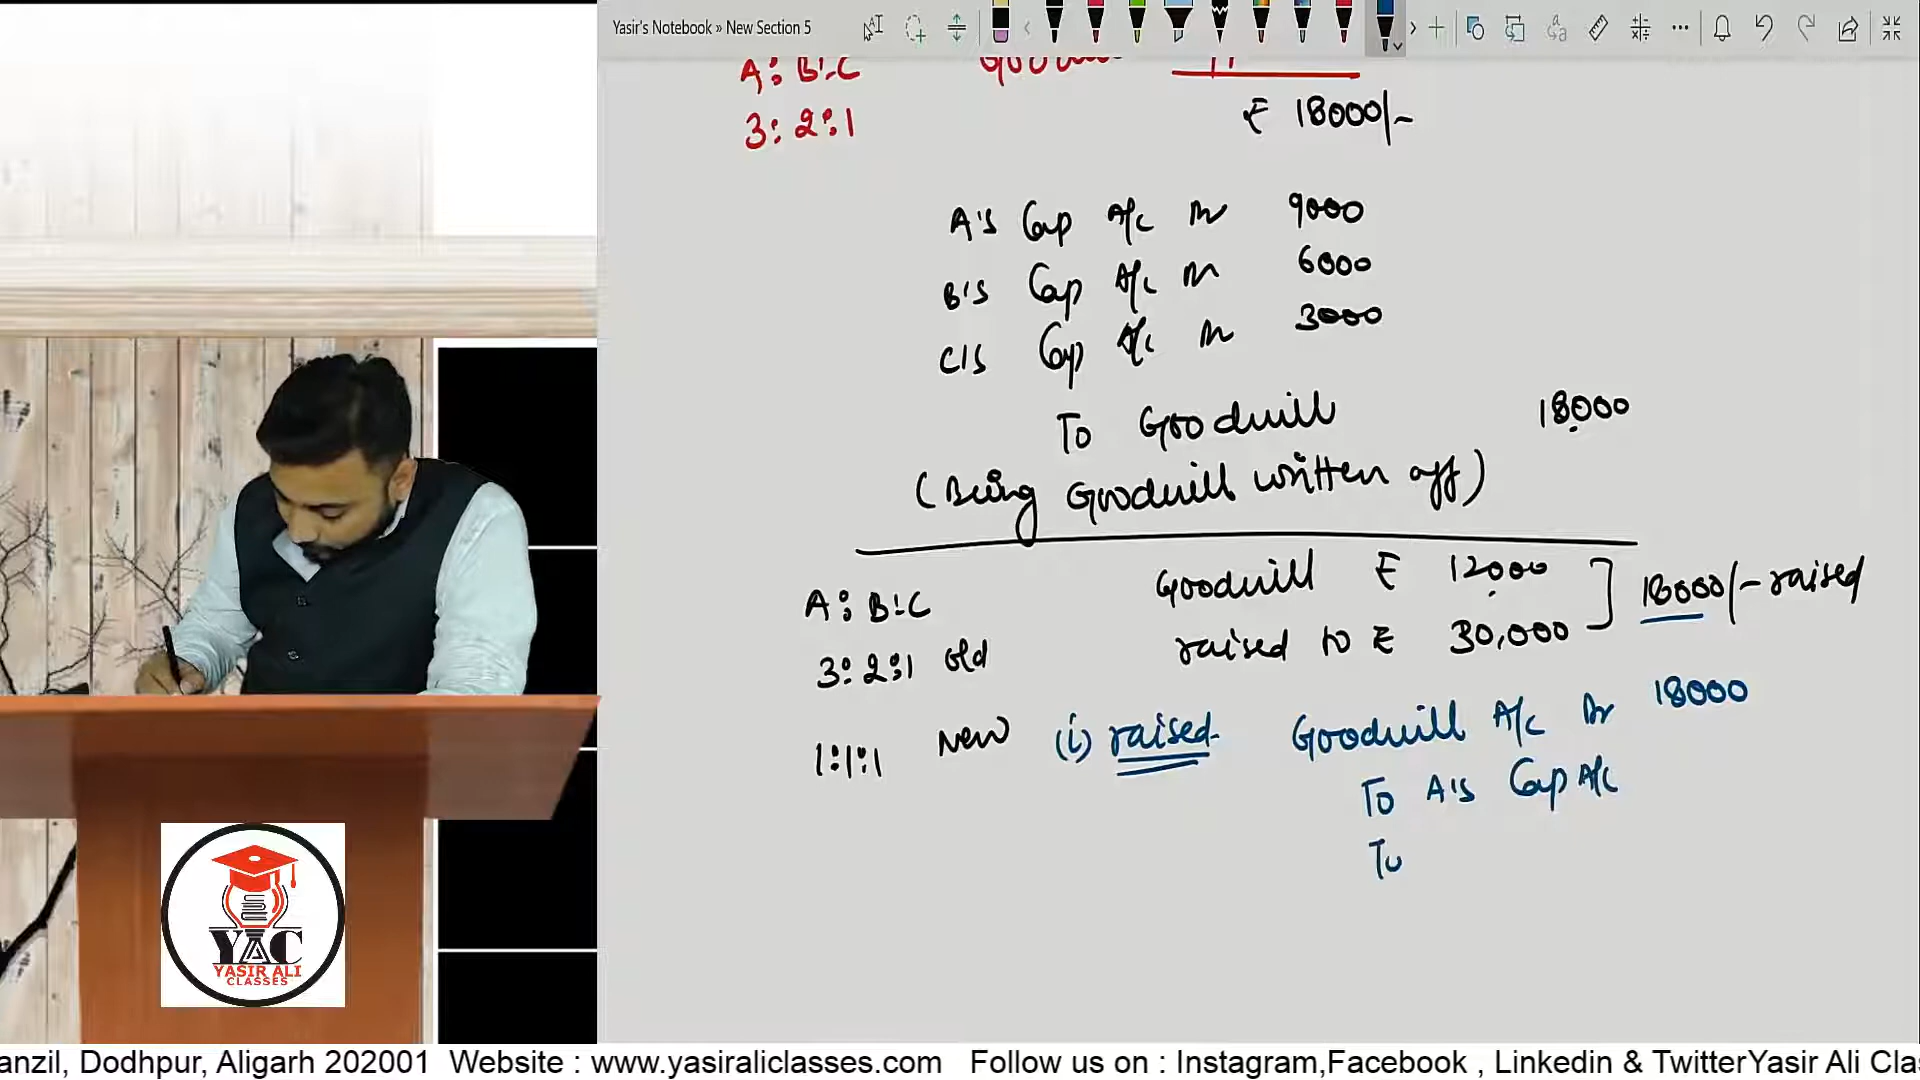 Yasir's Notebook » New Section 5
A: B:C
3: 2:1
₹ 18000/-
A's Cap A/c Dr 9000
B's Cap A/c Dr 6000
C's Cap A/c Dr 3000
To Goodwill 18000
(Being Goodwill written off)
A: B:C
3: 2:1 old
Goodwill ₹ 12000
raised to ₹ 30,000
18000/- raised
1:1:1 New
(i) raised
Goodwill A/c Dr 18000
To A's Cap A/c
To
YAC
YASIR ALI
CLASSES
anzil, Dodhpur, Aligarh 202001 Website : www.yasiraliclasses.com Follow us on : Instagram,Facebook , Linkedin & TwitterYasir Ali Cla